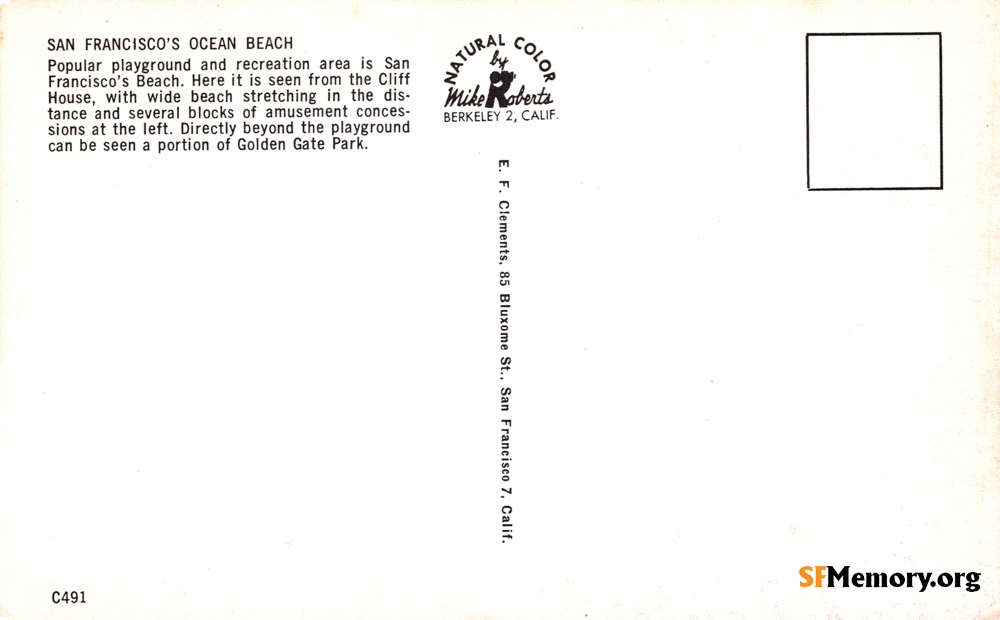 SAN FRANCISCO'S OCEAN BEACH
Popular playground and recreation area is San
Francisco's Beach. Here it is seen from the Cliff
House, with wide beach stretching in the dis-
tance and several blocks of amusement conces-
sions at the left. Directly beyond the playground
can be seen a portion of Golden Gate Park.
NATURAL COLOR
by
Mike Roberts
BERKELEY 2, CALIF.
E. F. Clements, 85 Bluxome St., San Francisco 7, Calif.
C491
SFMemory.org